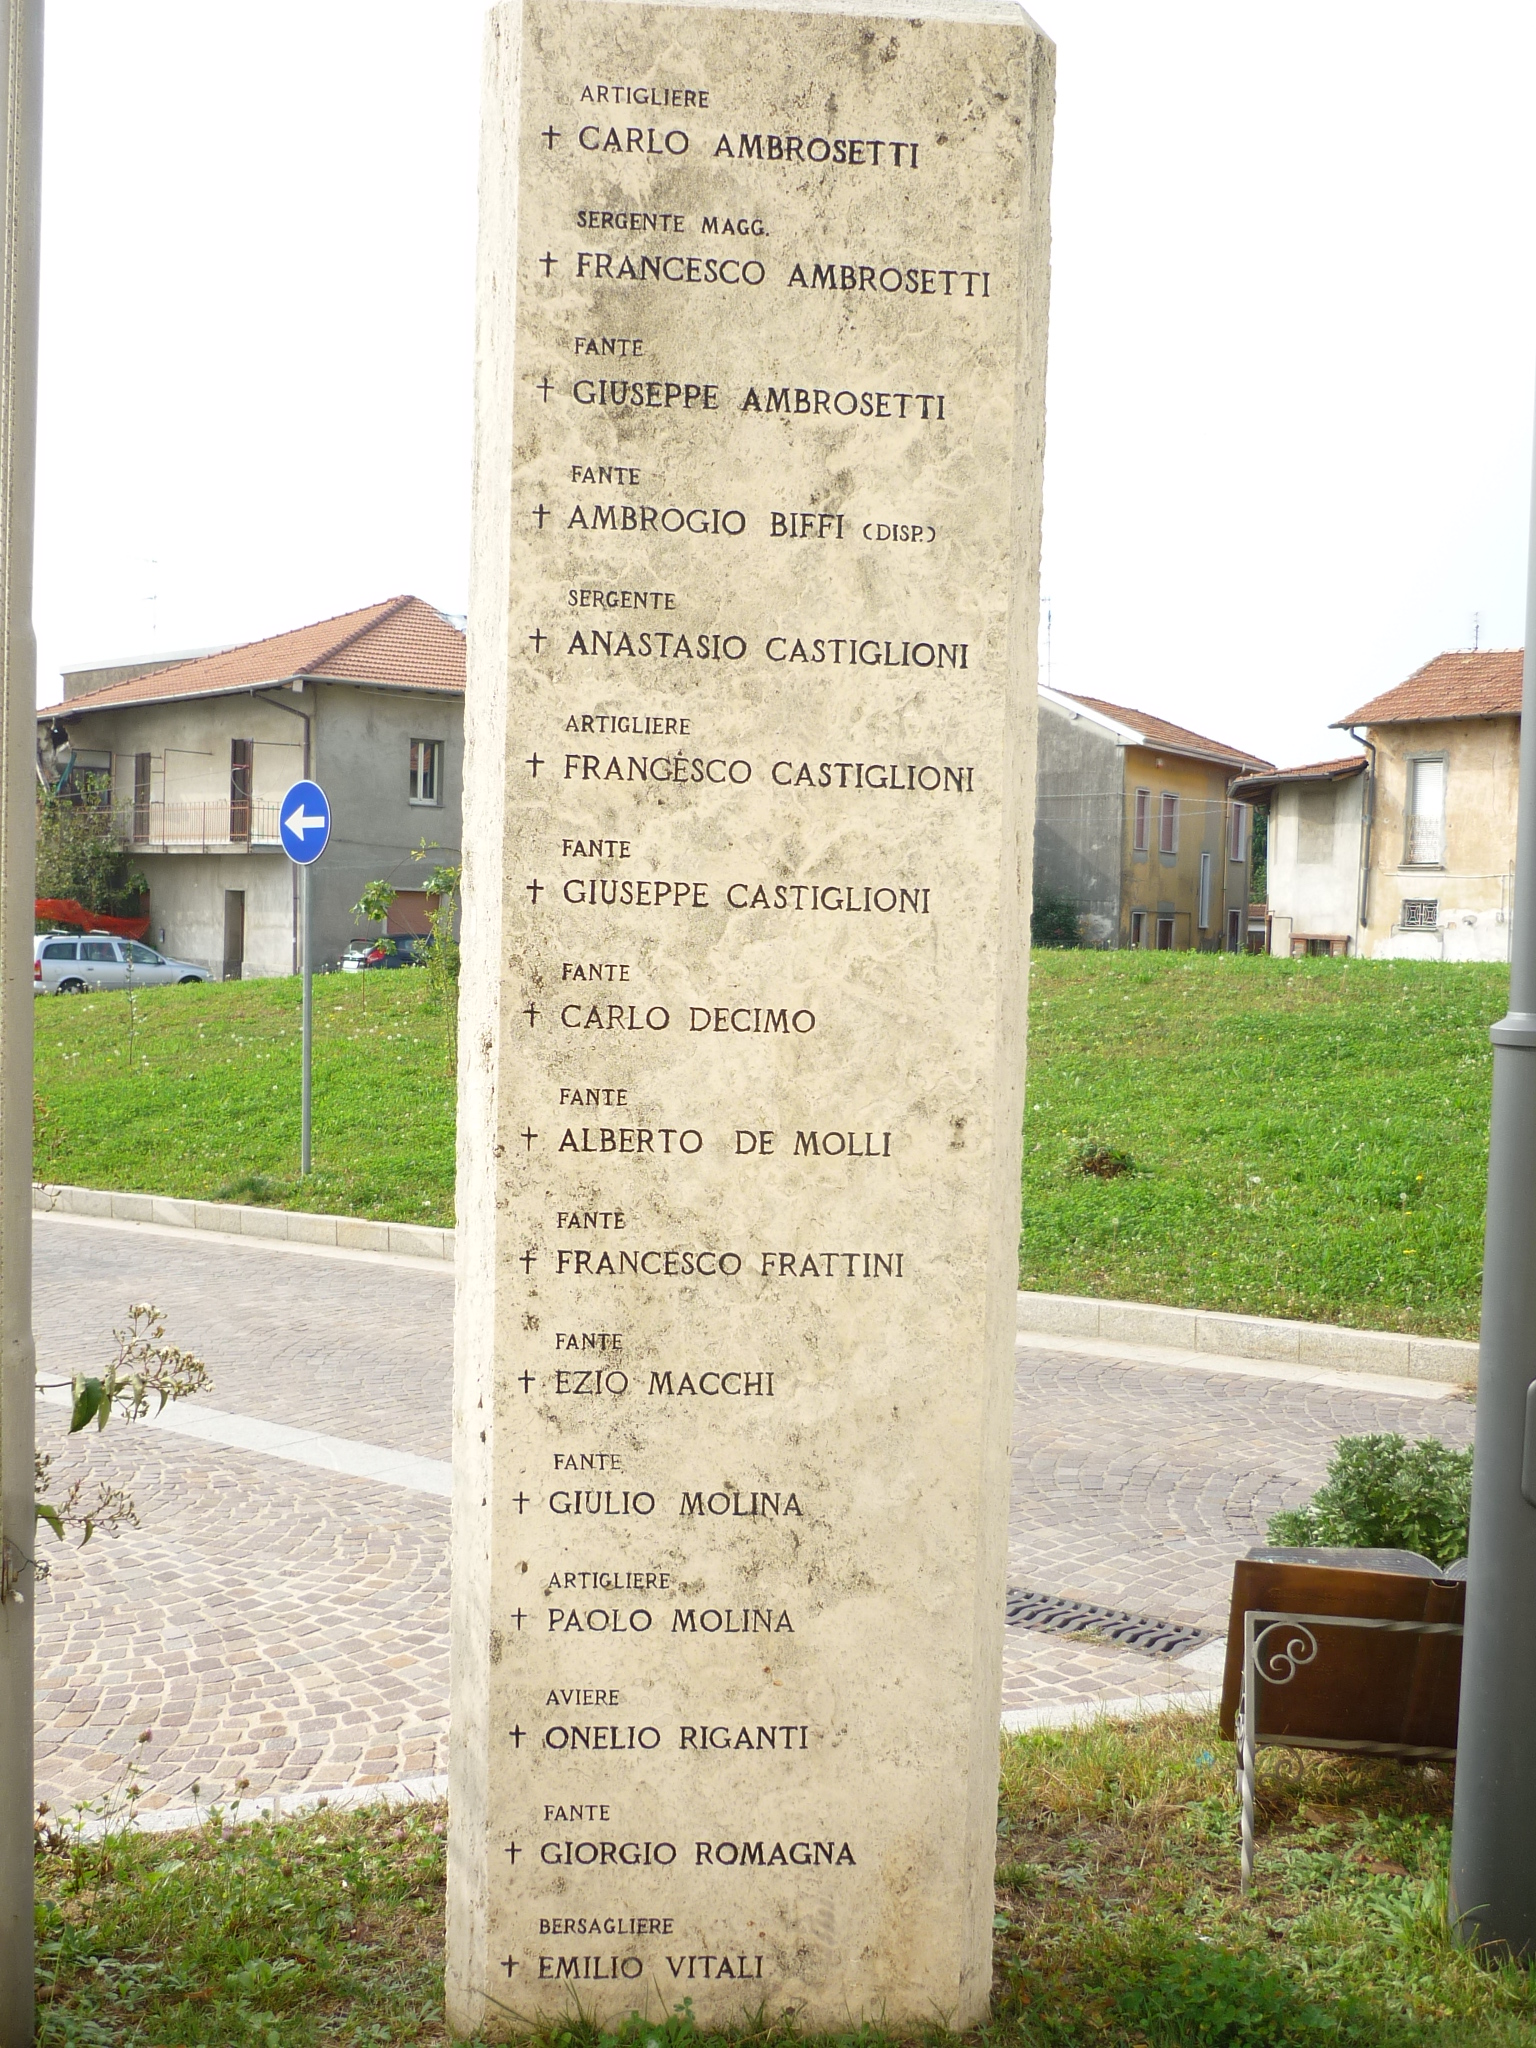 ARTIGLIERE
† CARLO AMBROSETTI
SERGENTE MAGG.
† FRANCESCO AMBROSETTI
FANTE
† GIUSEPPE AMBROSETTI
FANTE
† AMBROGIO BIFFI (DISP.)
SERGENTE
† ANASTASIO CASTIGLIONI
ARTIGLIERE
† FRANCESCO CASTIGLIONI
FANTE
† GIUSEPPE CASTIGLIONI
FANTE
† CARLO DECIMO
FANTE
† ALBERTO DE MOLLI
FANTE
† FRANCESCO FRATTINI
FANTE
† EZIO MACCHI
FANTE
† GIULIO MOLINA
ARTIGLIERE
† PAOLO MOLINA
AVIERE
† ONELIO RIGANTI
FANTE
† GIORGIO ROMAGNA
BERSAGLIERE
† EMILIO VITALI